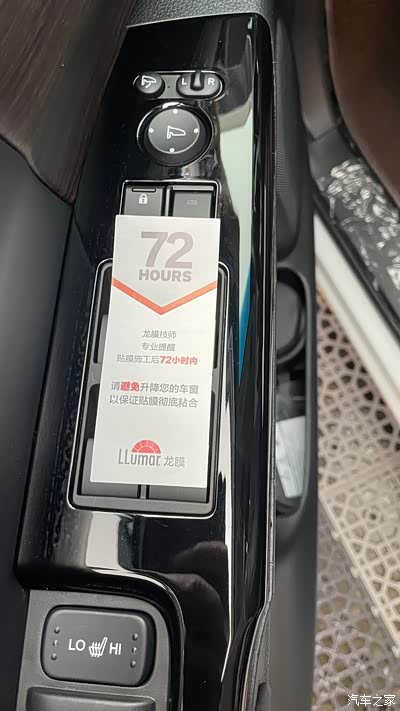 L R
72
HOURS
龙膜技师
专业提醒
贴膜施工后72小时内
请避免升降您的车窗
以保证贴膜彻底粘合
LLumar 龙膜
LO HI
汽车之家